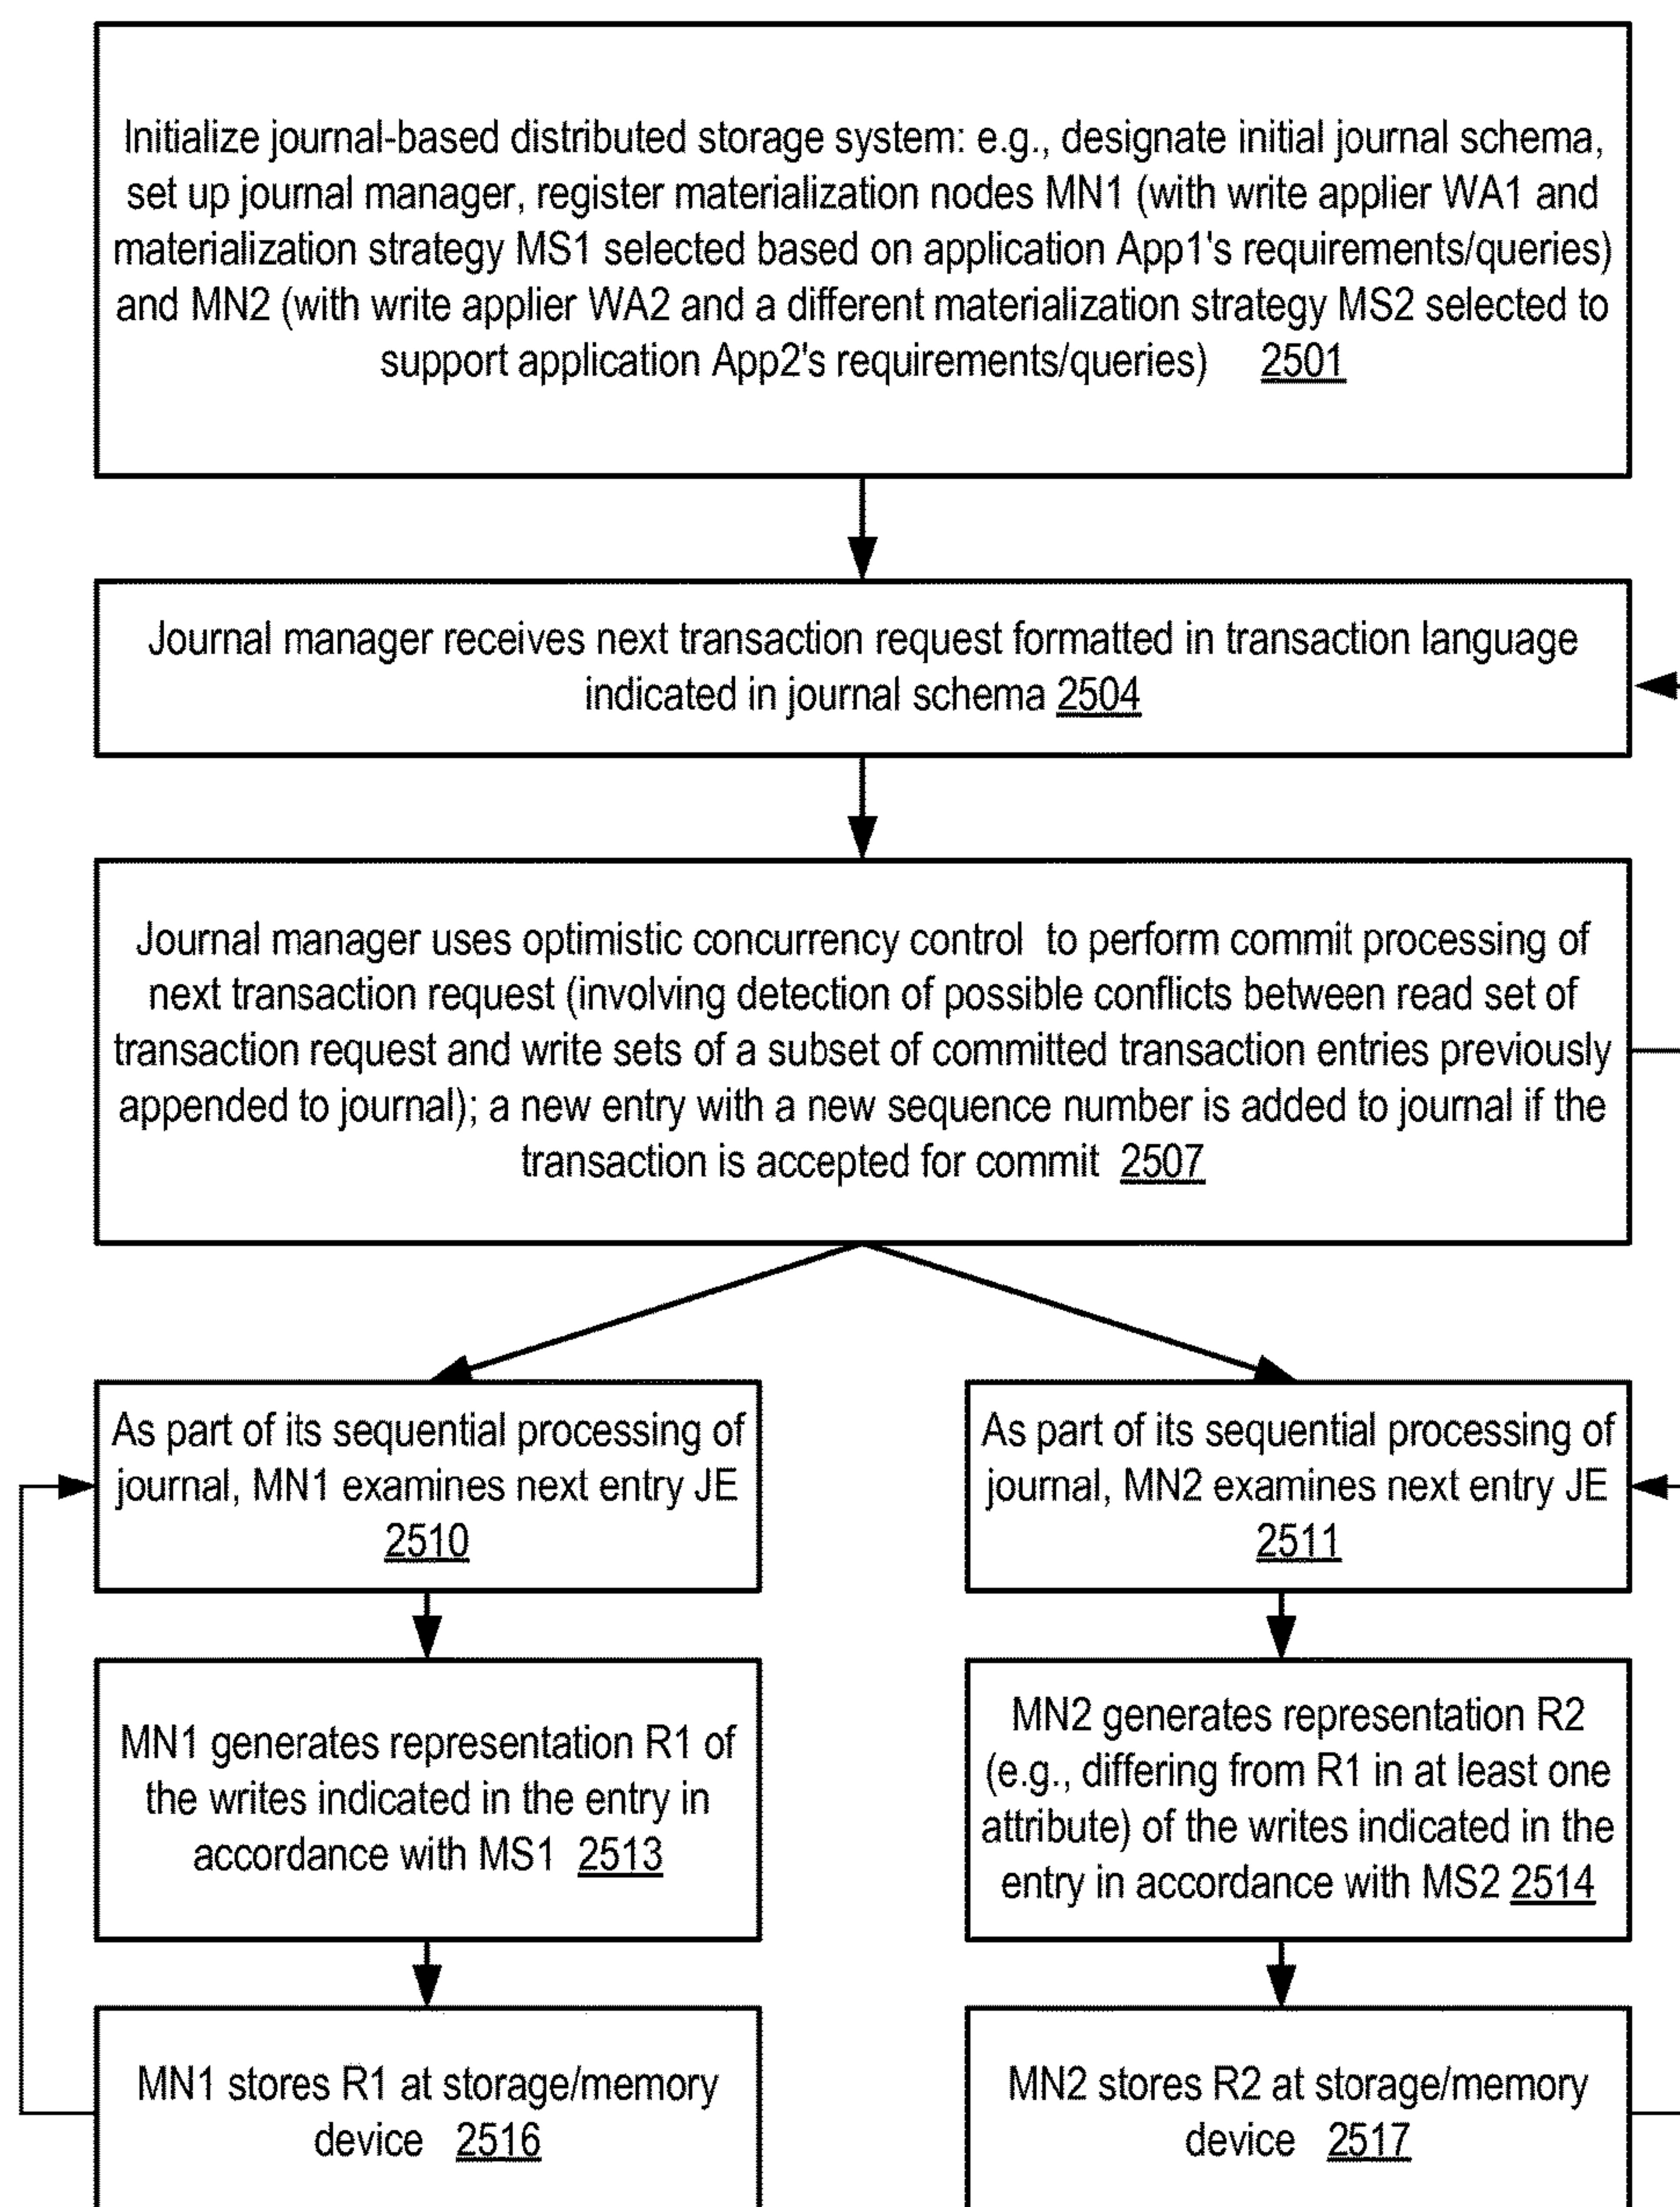 Initialize journal-based distributed storage system: e.g., designate initial journal schema,
set up journal manager, register materialization nodes MN1 (with write applier WA1 and
materialization strategy MS1 selected based on application App1's requirements/queries)
and MN2 (with write applier WA2 and a different materialization strategy MS2 selected to
support application App2's requirements/queries) 2501
Journal manager receives next transaction request formatted in transaction language
indicated in journal schema 2504
Journal manager uses optimistic concurrency control to perform commit processing of
next transaction request (involving detection of possible conflicts between read set of
transaction request and write sets of a subset of committed transaction entries previously
appended to journal); a new entry with a new sequence number is added to journal if the
transaction is accepted for commit 2507
As part of its sequential processing of
journal, MN1 examines next entry JE
2510
As part of its sequential processing of
journal, MN2 examines next entry JE
2511
MN1 generates representation R1 of
the writes indicated in the entry in
accordance with MS1 2513
MN2 generates representation R2
(e.g., differing from R1 in at least one
attribute) of the writes indicated in the
entry in accordance with MS2 2514
MN1 stores R1 at storage/memory
device 2516
MN2 stores R2 at storage/memory
device 2517